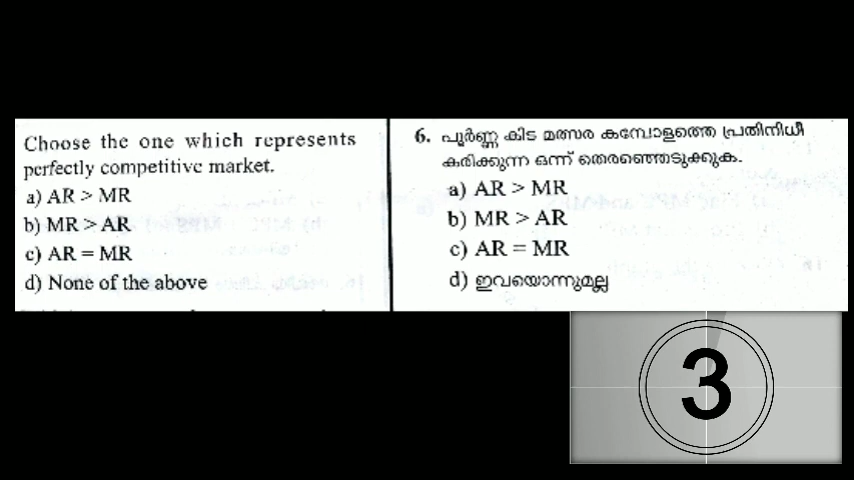 Choose the one which represents
perfectly competitive market.
a) AR > MR
b) MR > AR
c) AR = MR
d) None of the above
6. പൂർണ്ണ കിട മത്സര കമ്പോളത്തെ പ്രതിനിധീ
കരിക്കുന്ന ഒന്ന് തെരഞ്ഞെടുക്കുക.
a) AR > MR
b) MR > AR
c) AR = MR
d) ഇവയൊന്നുമല്ല
3